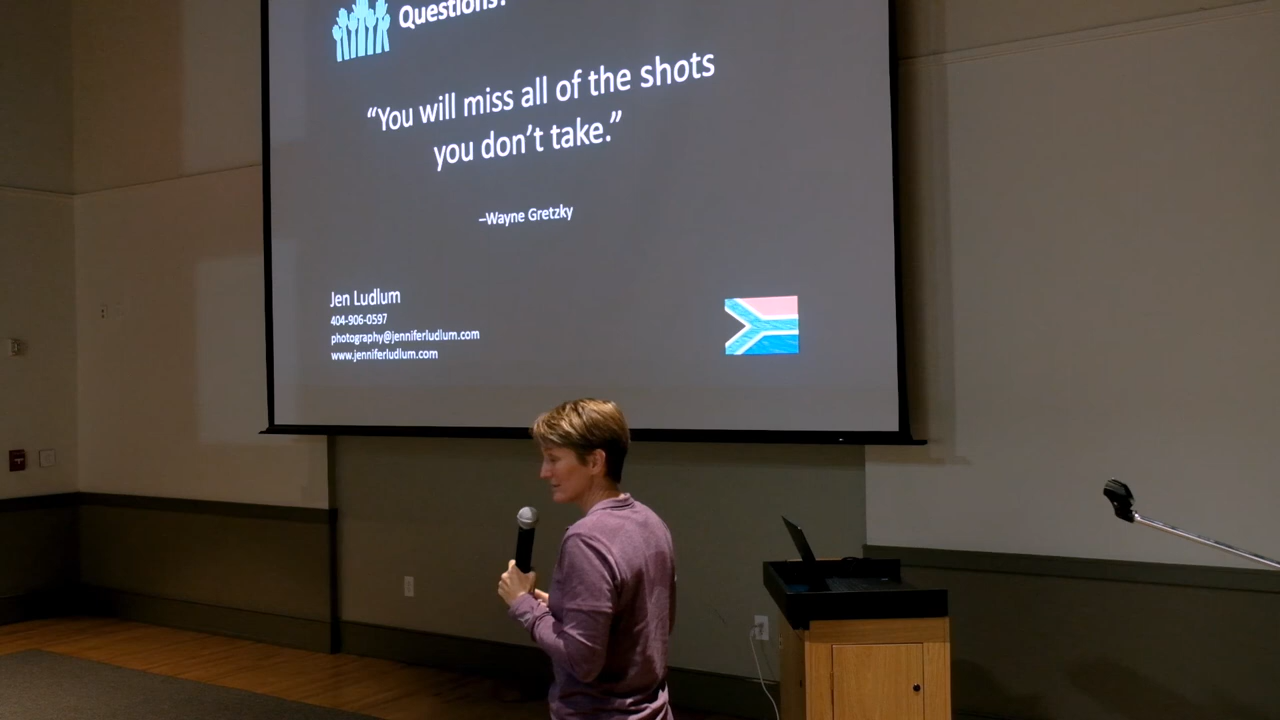 Questions?
“You will miss all of the shots
you don’t take.”
–Wayne Gretzky
Jen Ludlum
404-906-0597
photography@jenniferludlum.com
www.jenniferludlum.com